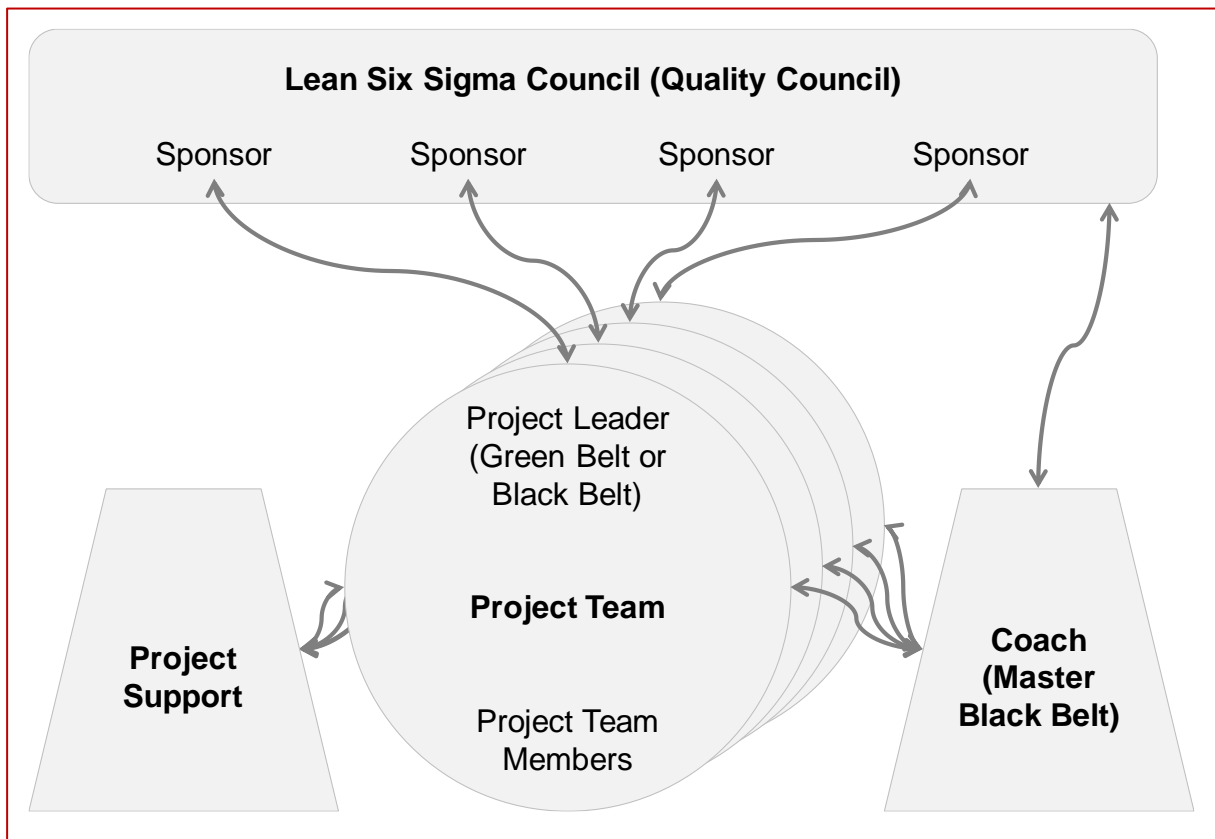 Lean Six Sigma Council (Quality Council)
Sponsor Sponsor Sponsor Sponsor
Project Leader
(Green Belt or
Black Belt)
Project Team
Project Team
Members
Project
Support
Coach
(Master
Black Belt)